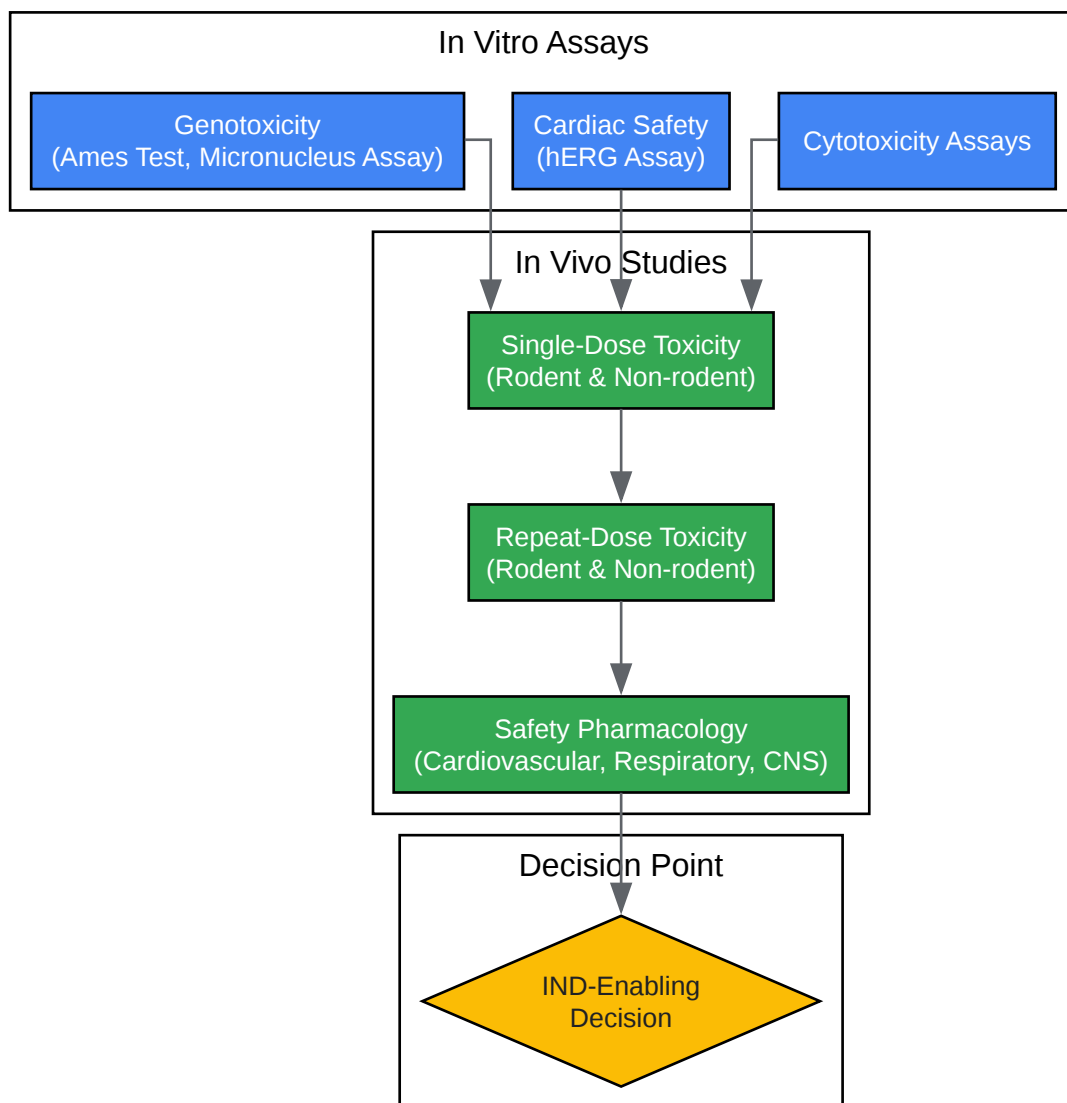 In Vitro Assays
Genotoxicity
(Ames Test, Micronucleus Assay)
Cardiac Safety
(hERG Assay)
Cytotoxicity Assays
In Vivo Studies
Single-Dose Toxicity
(Rodent & Non-rodent)
Repeat-Dose Toxicity
(Rodent & Non-rodent)
Safety Pharmacology
(Cardiovascular, Respiratory, CNS)
Decision Point
IND-Enabling
Decision